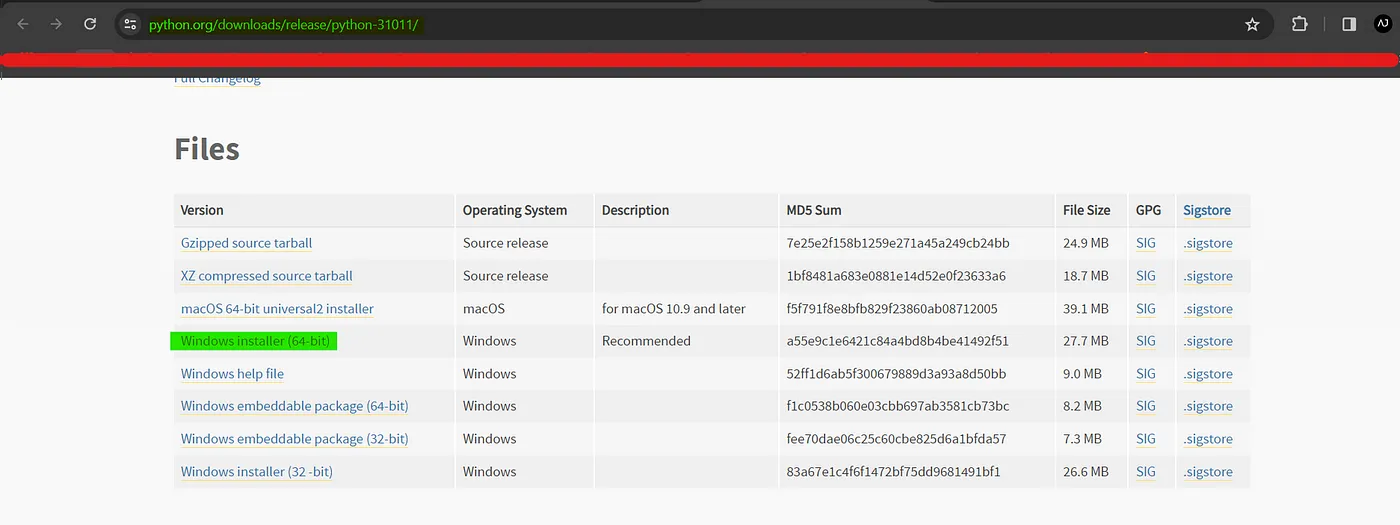 python.org/downloads/release/python-31011/
AJ
Full Changelog
Files
Version Operating System Description MD5 Sum File Size GPG Sigstore
Gzipped source tarball Source release 7e25e2f158b1259e271a45a249cb24bb 24.9 MB SIG .sigstore
XZ compressed source tarball Source release 1bf8481a683e0881e14d52e0f23633a6 18.7 MB SIG .sigstore
macOS 64-bit universal2 installer macOS for macOS 10.9 and later f5f791f8e8bfb829f23860ab08712005 39.1 MB SIG .sigstore
Windows installer (64-bit) Windows Recommended a55e9c1e6421c84a4bd8b4be41492f51 27.7 MB SIG .sigstore
Windows help file Windows 52ff1d6ab5f300679889d3a93a8d50bb 9.0 MB SIG .sigstore
Windows embeddable package (64-bit) Windows f1c0538b060e03cbb697ab3581cb73bc 8.2 MB SIG .sigstore
Windows embeddable package (32-bit) Windows fee70dae06c25c60cbe825d6a1bfda57 7.3 MB SIG .sigstore
Windows installer (32 -bit) Windows 83a67e1c4f6f1472bf75dd9681491bf1 26.6 MB SIG .sigstore